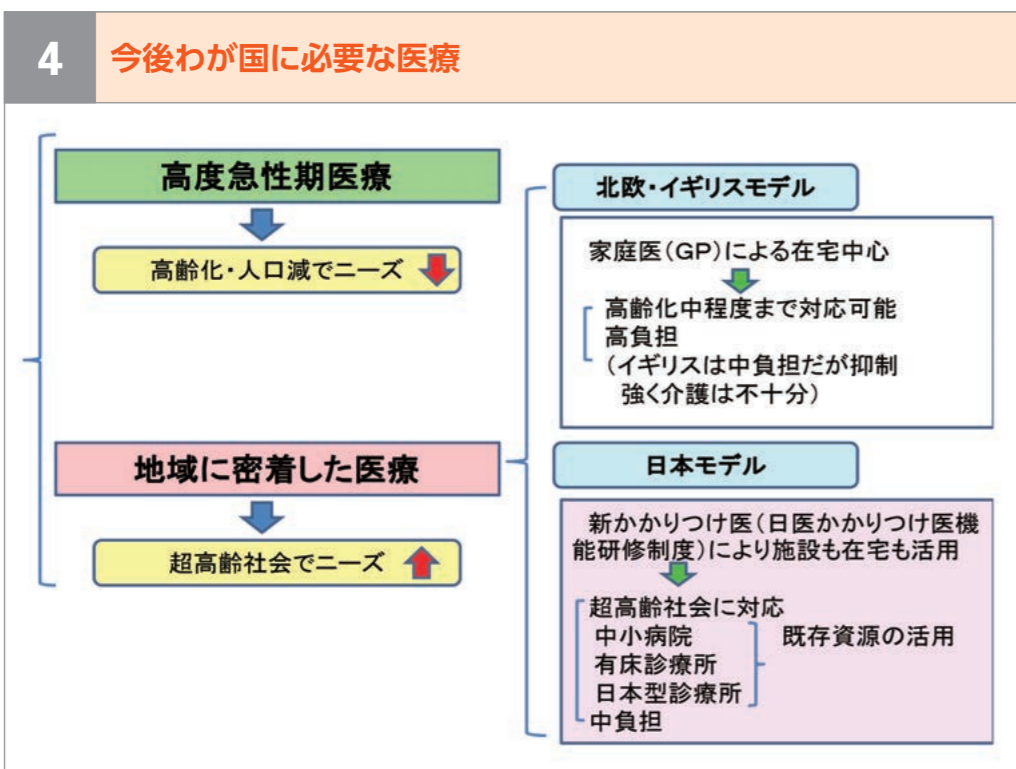 4
今後わが国に必要な医療
高度急性期医療
高齢化・人口減でニーズ
地域に密着した医療
超高齢社会でニーズ
北欧・イギリスモデル
家庭医(GP)による在宅中心
高齢化中程度まで対応可能
高負担
(イギリスは中負担だが抑制
強く介護は不十分)
日本モデル
新かかりつけ医(日医かかりつけ医機
能研修制度)により施設も在宅も活用
超高齢社会に対応
中小病院
有床診療所
日本型診療所
既存資源の活用
中負担